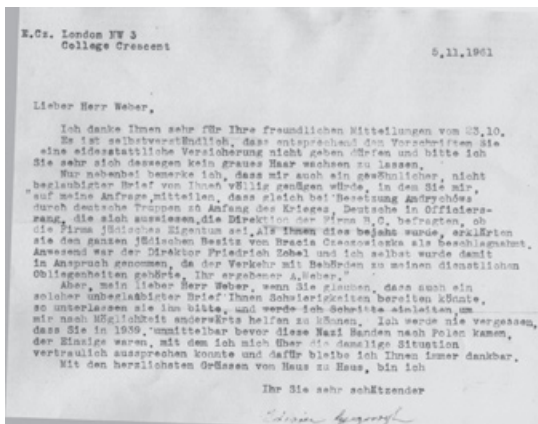 E.Cz. London NW 3
College Crescent
5.11.1961
Lieber Herr Weber,
Ich danke Ihnen sehr für Ihre freundlichen Mitteilungen vom 23.10.
Es ist selbstverständlich, dass entsprechend den Vorschriften Sie
eine eidesstattliche Versicherung nicht geben dürfen und bitte ich
Sie sehr sich deswegen kein graues Haar wachsen zu lassen.
Nur nebenbei bemerke ich, dass mir auch ein gewöhnlicher, nicht
beglaubigter Brief von Ihnen völlig genügen würde, in dem Sie mir,
"auf meine Anfrage, mitteilen, dass gleich bei Besetzung Andrychóws
durch deutsche Truppen zo Anfang des Krieges, Deutsche in Officiers-
rang, die sich auswiesen, die Direktion der Firma B.C. befragten, ob
die Firma jüdisches Eigentum sei. Als ihnen dies bejaht wurde, erklärten
sie den ganzen jüdischen Besitz von Bracia Czeczowiczka als beschlagnahmt.
Anwesend war der Direktor Friedrich Zobel und ich selbst wurde damit
in Anspruch genommen, da der Verkehr mit Behörden zu meinen dienstlichen
Obliegenheiten gehörte, Ihr ergebener A.Weber."
Aber, mein lieber Herr Weber, wenn Sie glauben, dass auch ein
solcher unbeglaubigter Brief Ihnen Schwierigkeiten bereiten könnte,
so unterlassen sie ihn bitte, und werde ich Schritte einleiten, um
mir nach Möglichkeit anderwärts helfen zu können. Ich werde nie vergessen,
dass Sie in 1939, unmittelbar bevor diese Nazi Banden nach Polen kamen,
der Einzige waren, mit dem ich mich über die damalige Situation
vertraulich aussprechen konnte und dafür bleibe ich Ihnen immer dankbar.
Mit den herzlichsten Grüssen von Haus zu Haus, bin ich
Ihr Sie sehr schätzender